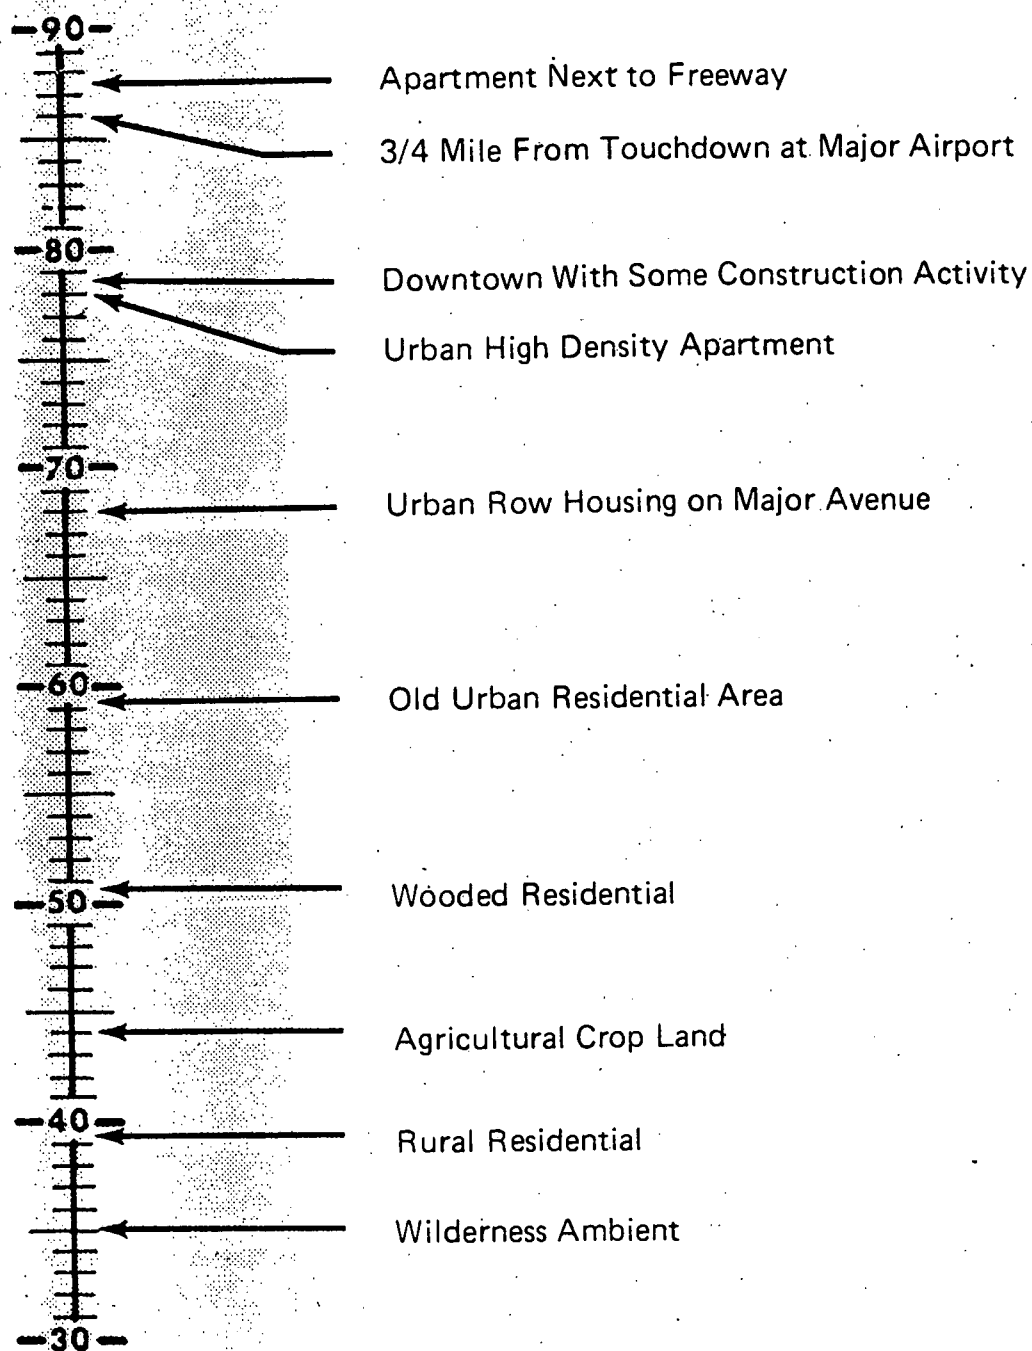 -90-
Apartment Next to Freeway
3/4 Mile From Touchdown at Major Airport
-80-
Downtown With Some Construction Activity
Urban High Density Apartment
-70-
Urban Row Housing on Major Avenue
-60-
Old Urban Residential Area
Wooded Residential
-50-
Agricultural Crop Land
-40-
Rural Residential
Wilderness Ambient
-30-